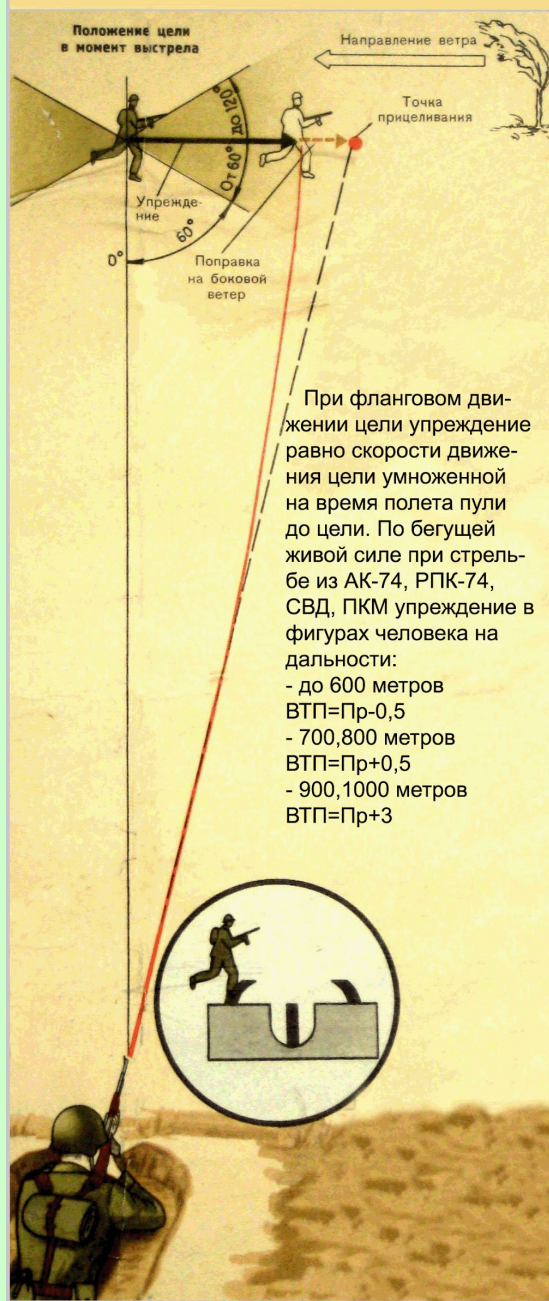 Положение цели
в момент выстрела
Направление ветра
Точка
прицеливания
От 60° до 120°
Упрежде-
ние
60°
0°
Поправка
на боковой
ветер
При фланговом дви-
жении цели упреждение
равно скорости движе-
ния цели умноженной
на время полета пули
до цели. По бегущей
живой силе при стрель-
бе из АК-74, РПК-74,
СВД, ПКМ упреждение в
фигурах человека на
дальности:
- до 600 метров
ВТП=Пр-0,5
- 700,800 метров
ВТП=Пр+0,5
- 900,1000 метров
ВТП=Пр+3